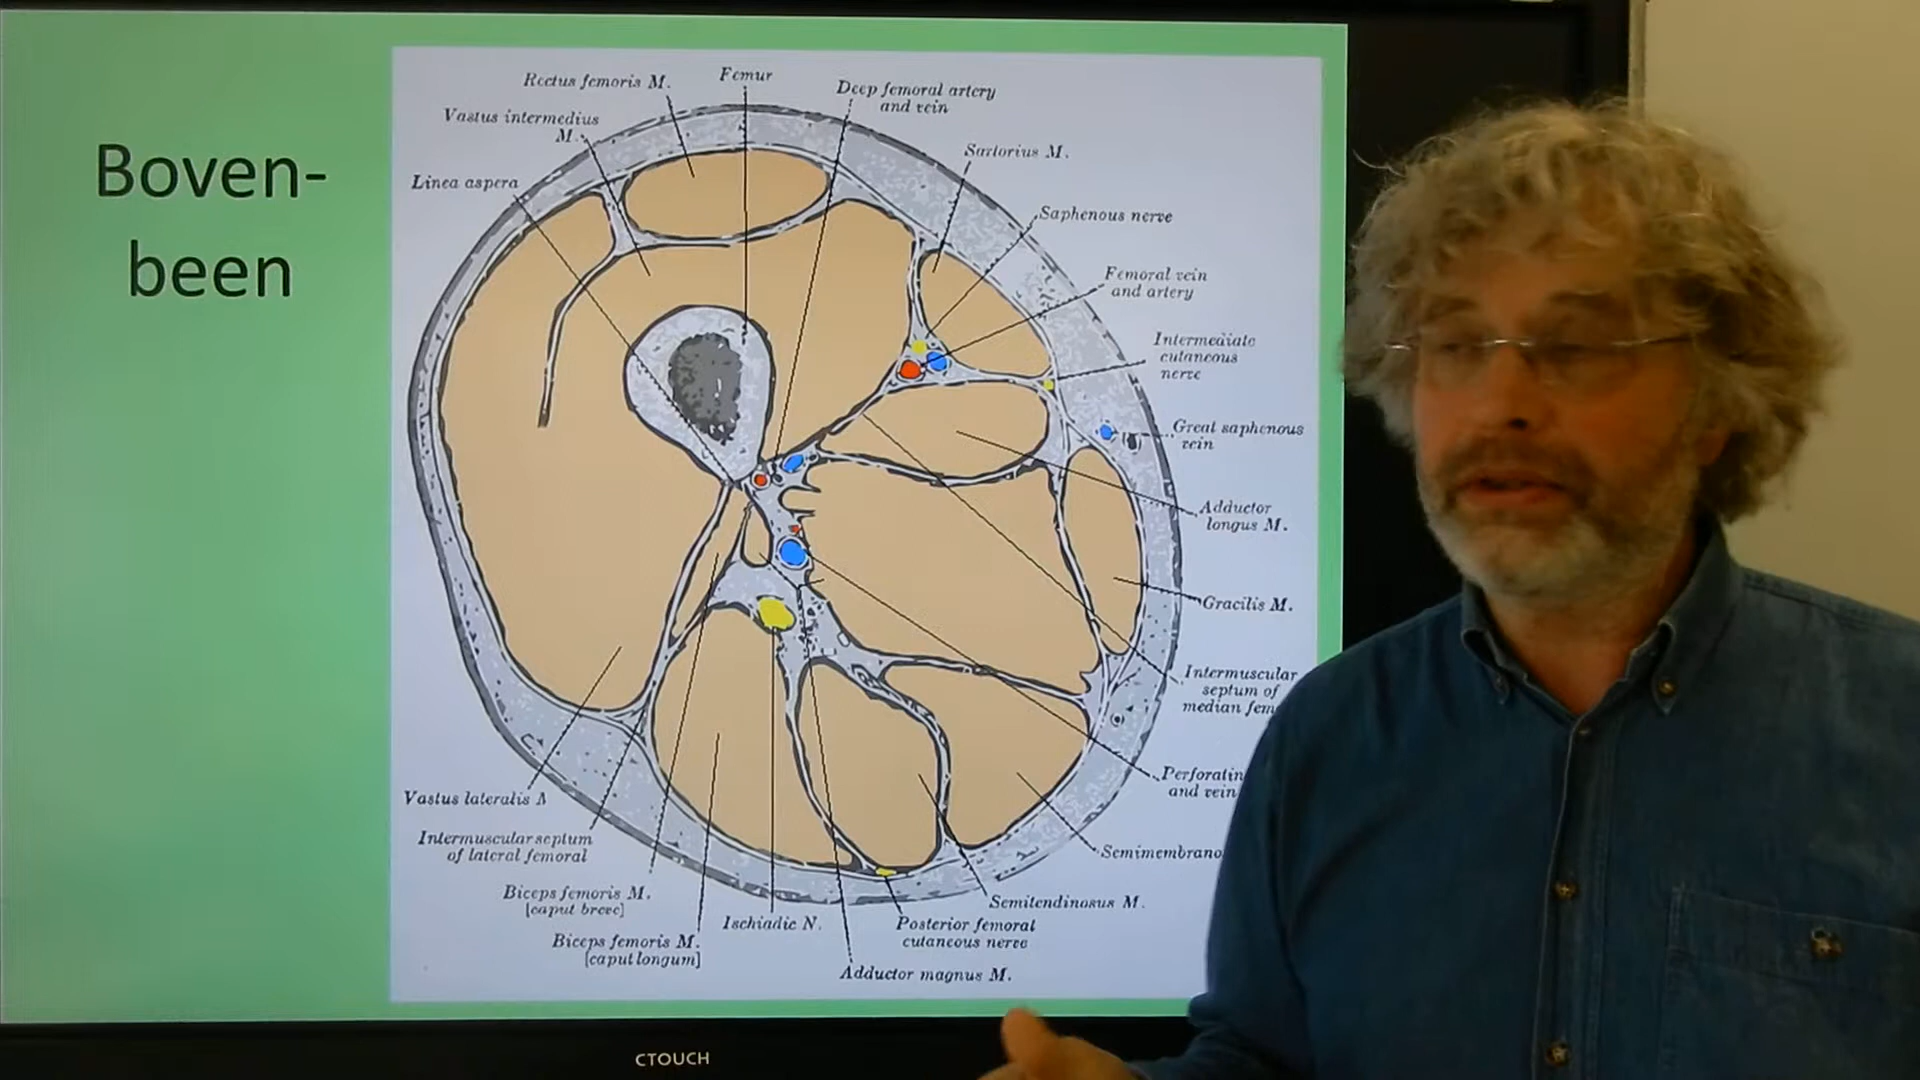 Boven-
been
Rectus femoris M.
Femur
Deep femoral artery
and vein
Vastus intermedius
M.
Sartorius M.
Linea aspera
Saphenous nerve
Femoral vein
and artery
Intermediate
cutaneous
nerve
Great saphenous
vein
Adductor
longus M.
Gracilis M.
Intermuscular
septum of
median fem
Perforatin
and vein
Vastus lateralis M
Semimembrano
Intermuscular septum
of lateral femoral
Biceps femoris M.
[caput breve]
Semitendinosus M.
Ischiadic N.
Posterior femoral
cutaneous nerve
Biceps femoris M.
[caput longum]
Adductor magnus M.
CTOUCH